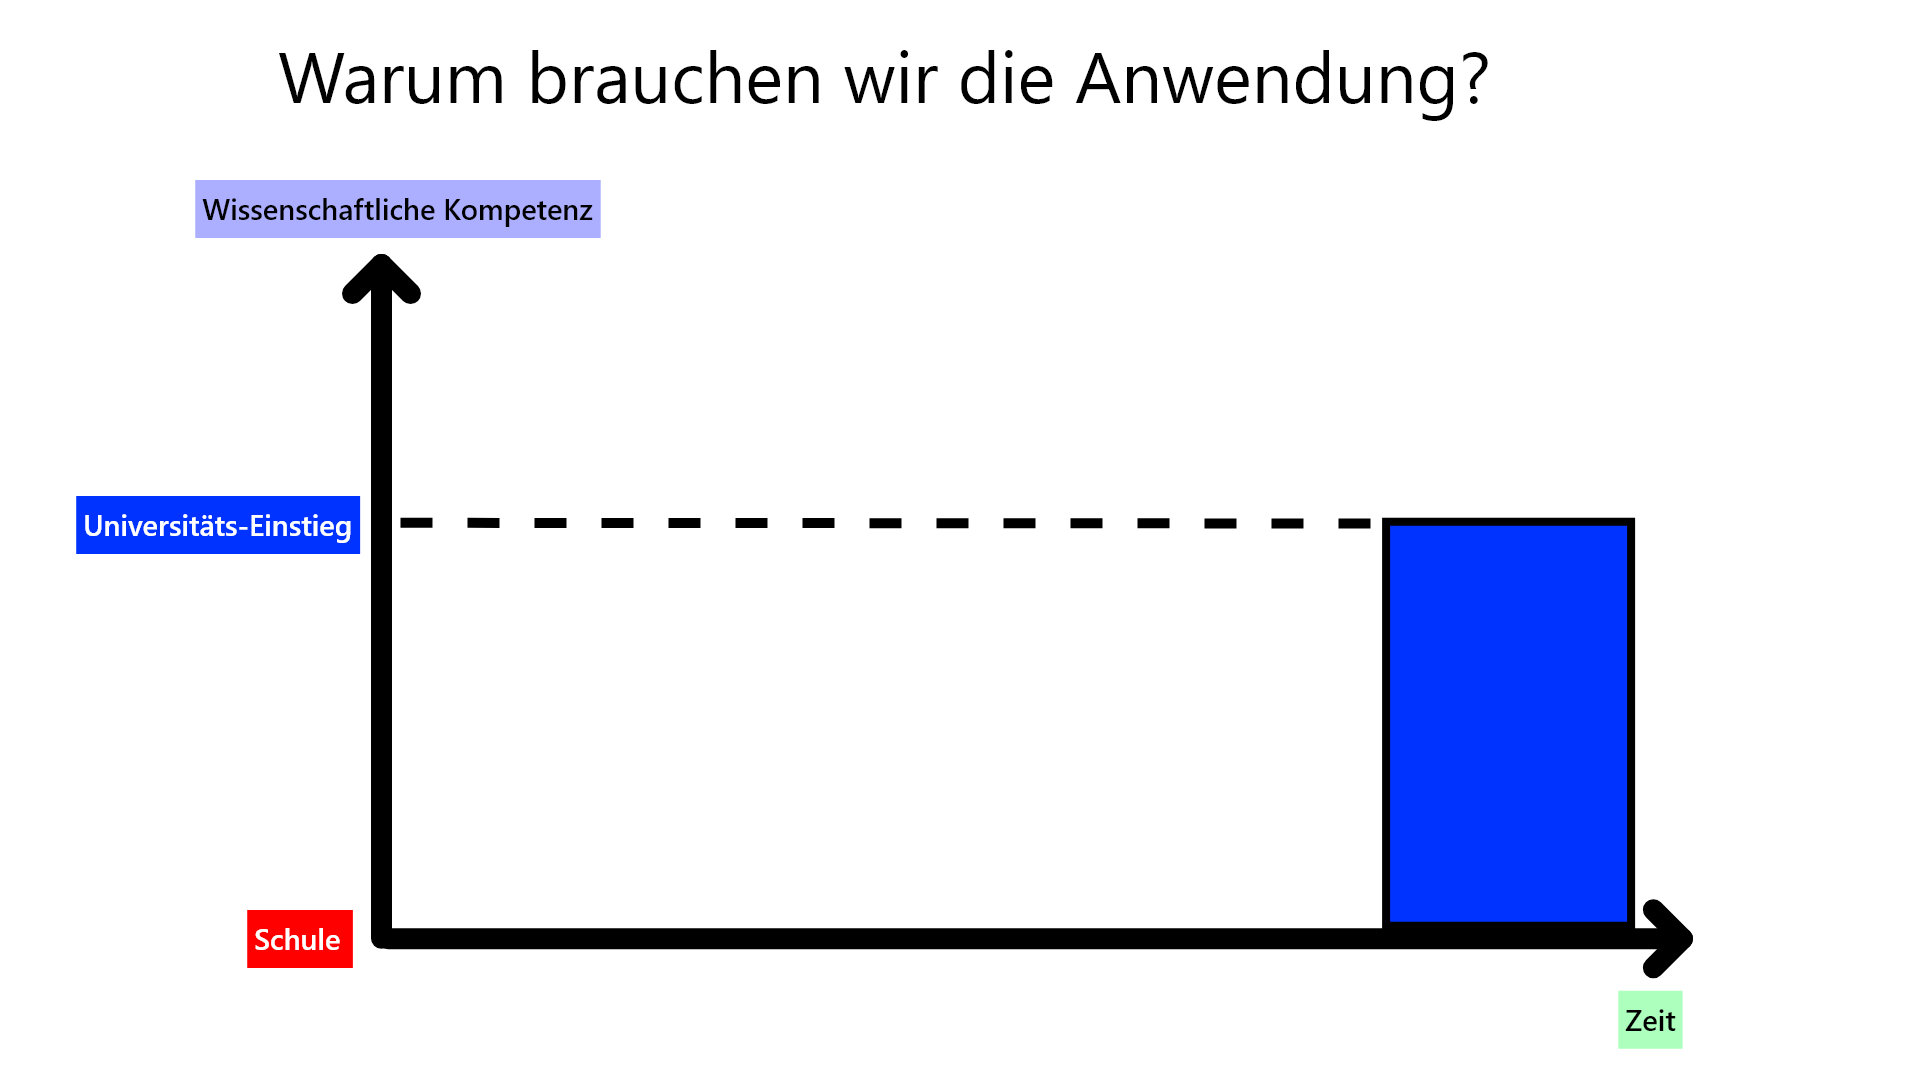 Warum brauchen wir die Anwendung?
Wissenschaftliche Kompetenz
Universitäts-Einstieg
Schule
Zeit